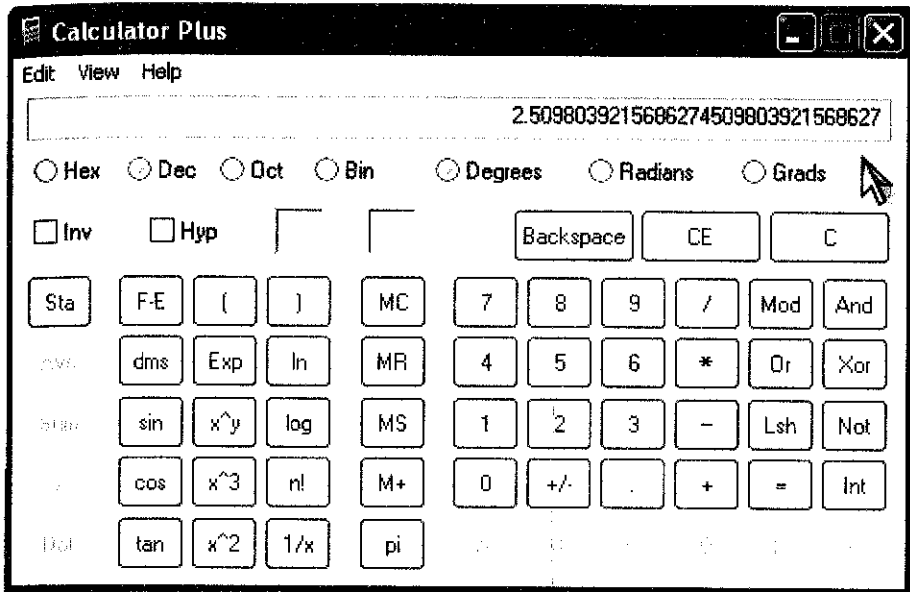 Calculator Plus
Edit View Help
2.5098039215686274509803921568627
Hex Dec Oct Bin Degrees Radians Grads
Inv Hyp Backspace CE C
Sta F-E ( ) MC 7 8 9 / Mod And
dms Exp ln MR 4 5 6 * Or Xor
sin x^y log MS 1 2 3 - Lsh Not
cos x^3 n! M+ 0 +/- . + = Int
tan x^2 1/x pi